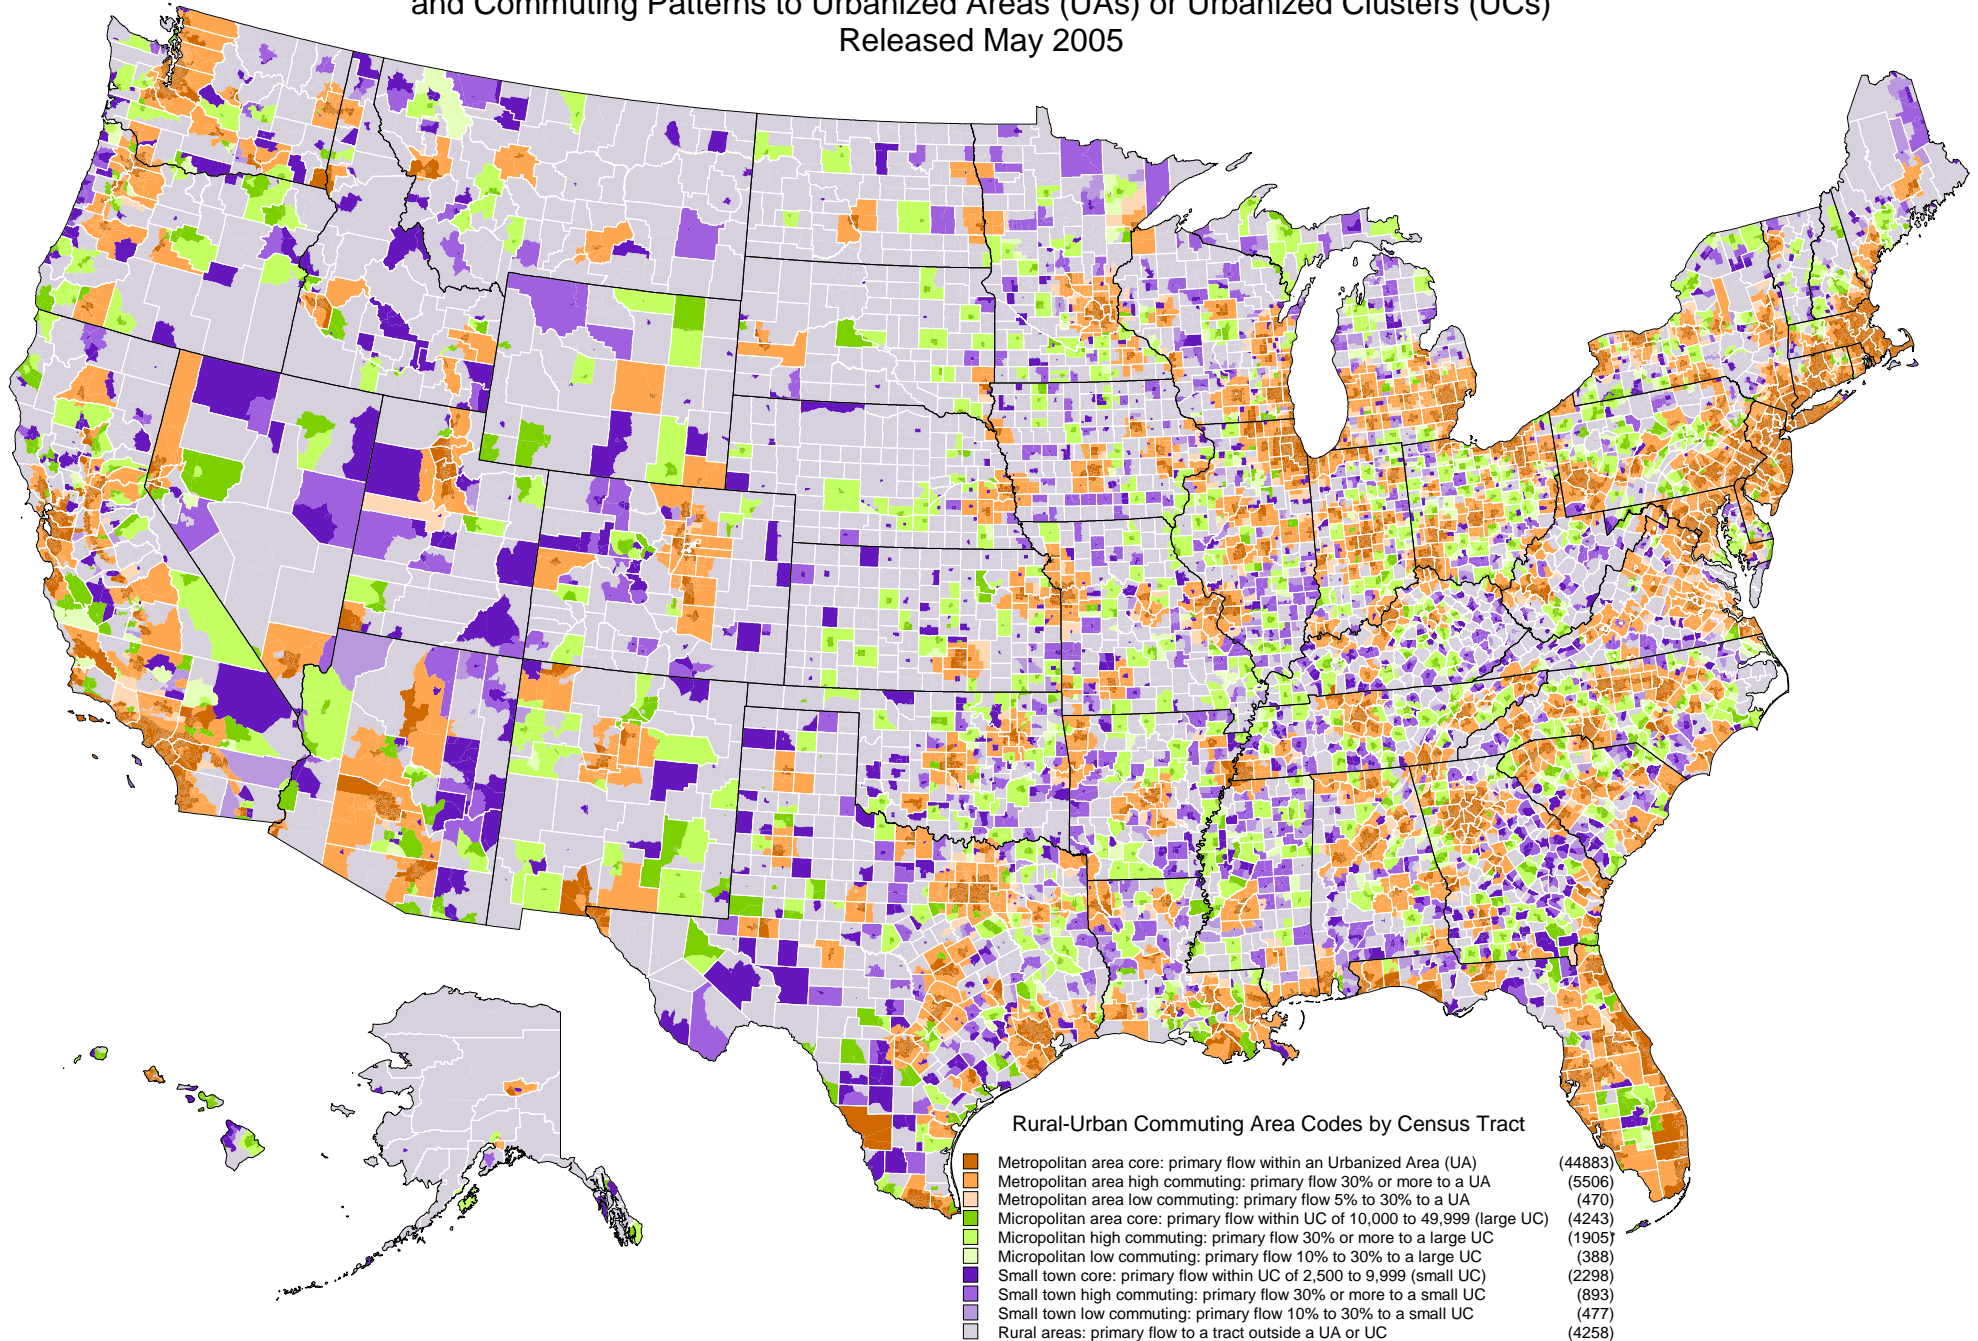 and Commuting Patterns to Urbanized Areas (UAs) or Urbanized Clusters (UCs)
Released May 2005
Rural-Urban Commuting Area Codes by Census Tract
Metropolitan area core: primary flow within an Urbanized Area (UA) (44883)
Metropolitan area high commuting: primary flow 30% or more to a UA (5506)
Metropolitan area low commuting: primary flow 5% to 30% to a UA (470)
Micropolitan area core: primary flow within UC of 10,000 to 49,999 (large UC) (4243)
Micropolitan high commuting: primary flow 30% or more to a large UC (1905)
Micropolitan low commuting: primary flow 10% to 30% to a large UC (388)
Small town core: primary flow within UC of 2,500 to 9,999 (small UC) (2298)
Small town high commuting: primary flow 30% or more to a small UC (893)
Small town low commuting: primary flow 10% to 30% to a small UC (477)
Rural areas: primary flow to a tract outside a UA or UC (4258)